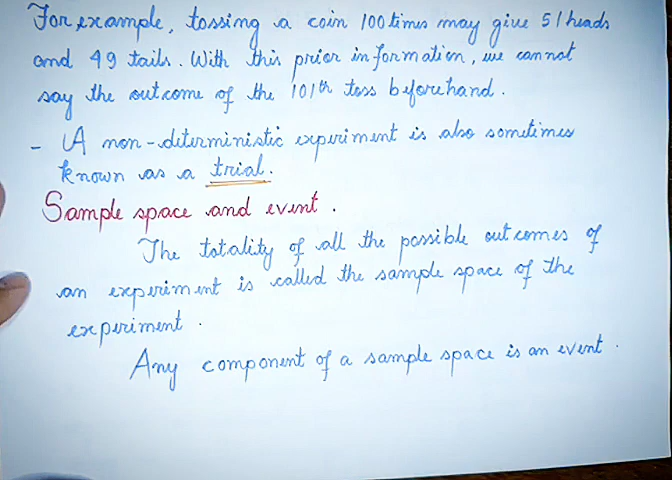 For example, tossing a coin 100 times may give 51 heads
and 49 tails. With this prior information, we cannot
say the outcome of the 101th toss beforehand.
- A non-deterministic experiment is also sometimes
known as a trial.
Sample space and event.
The totality of all the possible outcomes of
an experiment is called the sample space of the
experiment.
Any component of a sample space is an event.